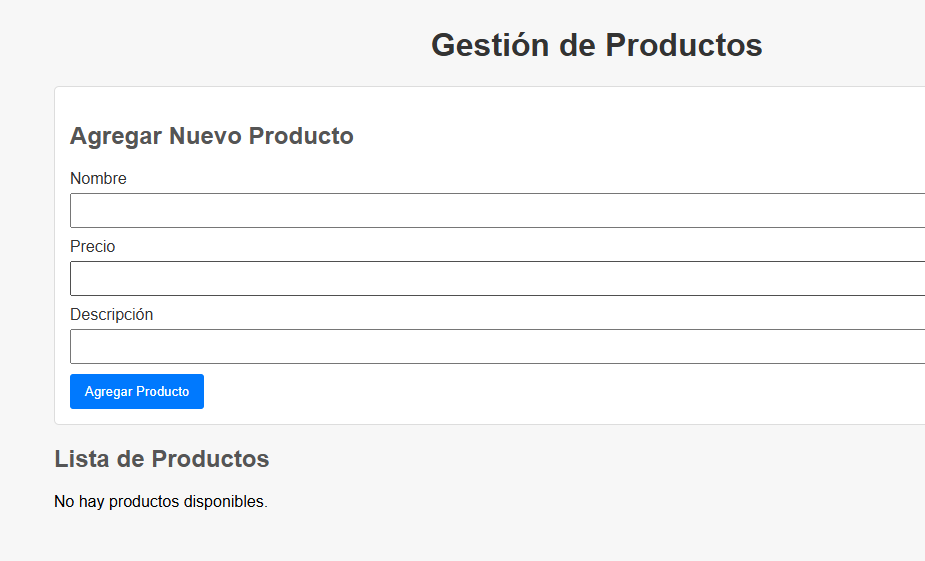 Gestión de Productos
Agregar Nuevo Producto
Nombre
Precio
Descripción
Agregar Producto
Lista de Productos
No hay productos disponibles.